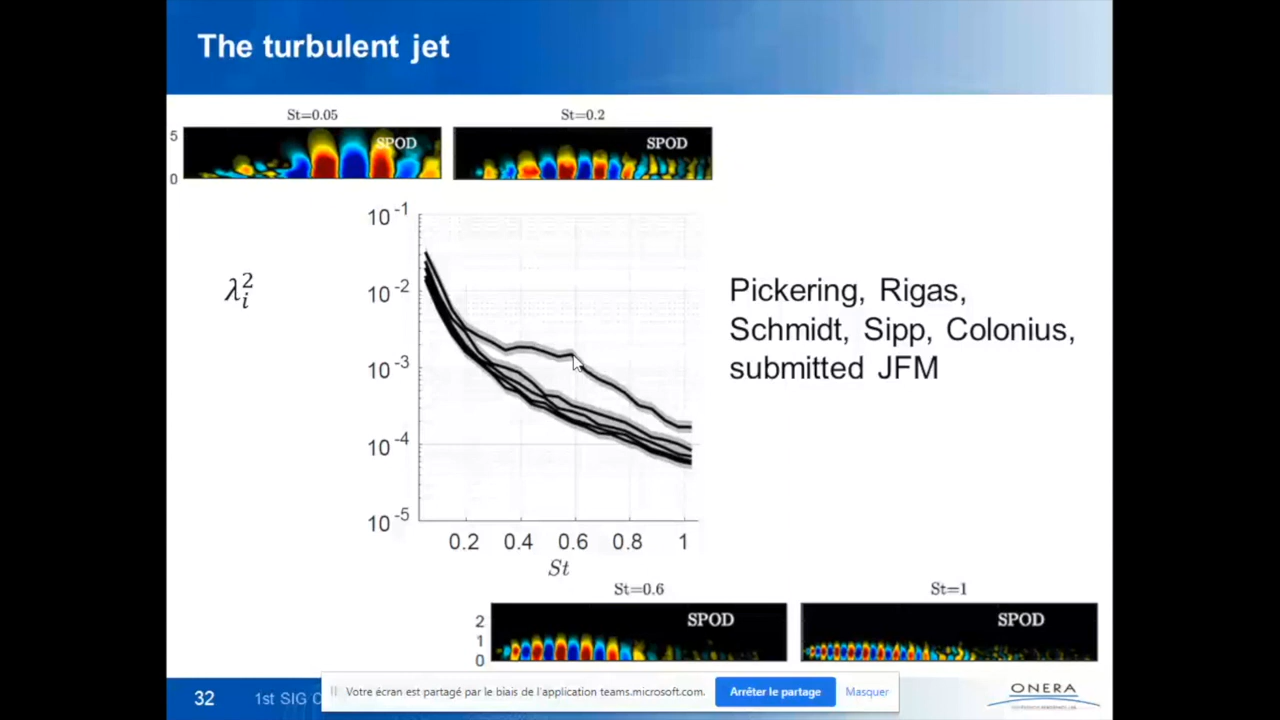 The turbulent jet
St=0.05
St=0.2
5
SPOD
SPOD
0
10^-1
λ_i^2
10^-2
Pickering, Rigas,
Schmidt, Sipp, Colonius,
submitted JFM
10^-3
10^-4
10^-5
0.2 0.4 0.6 0.8 1
St
St=0.6
St=1
2
SPOD
SPOD
1
0
32
1st SIG C
Votre écran est partagé par le biais de l'application teams.microsoft.com.
Arrêter le partage
Masquer
ONERA